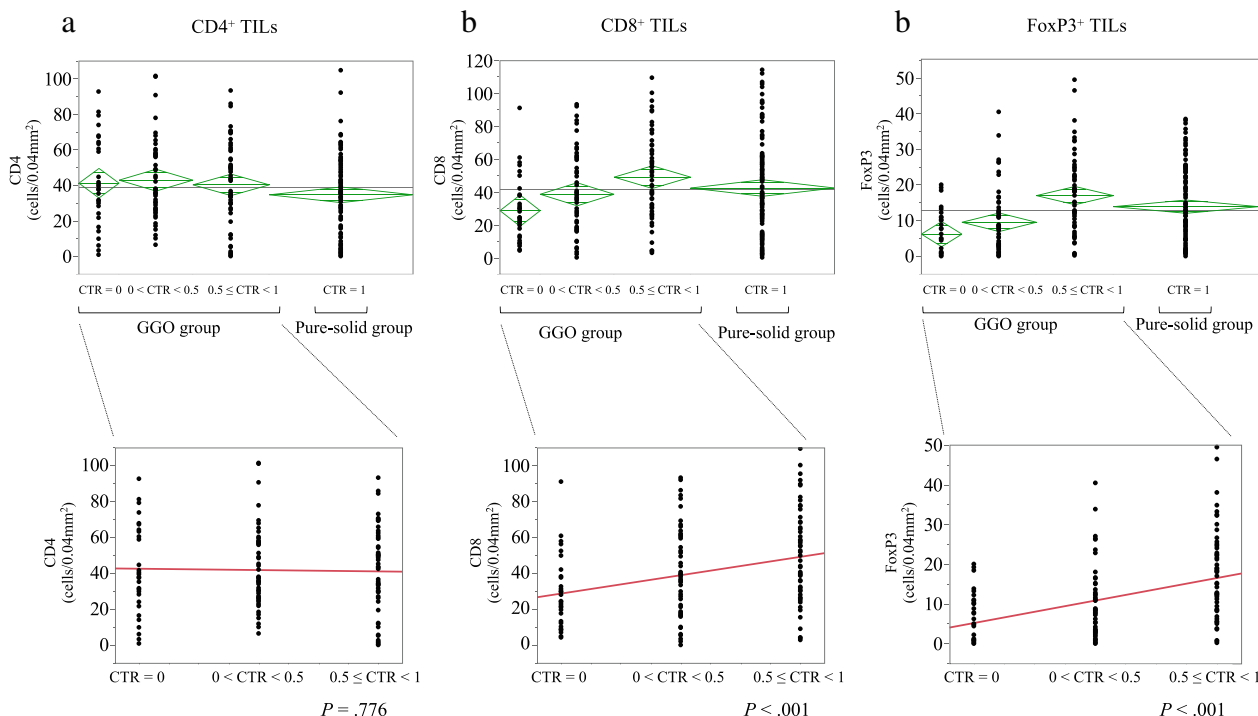 a
CD4⁺ TILs
100
80
60
40
20
0
CD4
(cells/0.04mm²)
CTR = 0
0 < CTR < 0.5
0.5 ≤ CTR < 1
CTR = 1
GGO group
Pure-solid group
b
CD8⁺ TILs
120
100
80
60
40
20
0
CD8
(cells/0.04mm²)
CTR = 0
0 < CTR < 0.5
0.5 ≤ CTR < 1
CTR = 1
GGO group
Pure-solid group
b
FoxP3⁺ TILs
50
40
30
20
10
0
FoxP3
(cells/0.04mm²)
CTR = 0
0 < CTR < 0.5
0.5 ≤ CTR < 1
CTR = 1
GGO group
Pure-solid group
100
80
60
40
20
0
CD4
(cells/0.04mm²)
CTR = 0
0 < CTR < 0.5
0.5 ≤ CTR < 1
P = .776
100
80
60
40
20
0
CD8
(cells/0.04mm²)
CTR = 0
0 < CTR < 0.5
0.5 ≤ CTR < 1
P < .001
50
40
30
20
10
0
FoxP3
(cells/0.04mm²)
CTR = 0
0 < CTR < 0.5
0.5 ≤ CTR < 1
P < .001